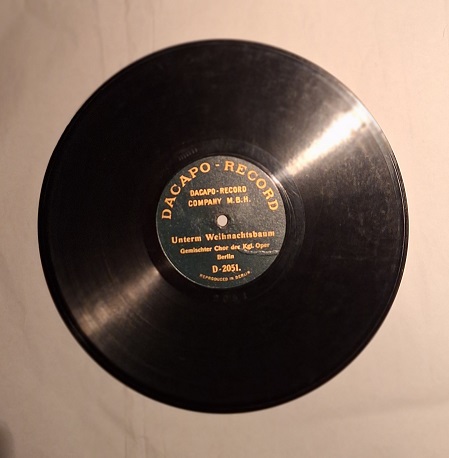 DACAPO-RECORD
DACAPO-RECORD
COMPANY M.B.H.
Unterm Weihnachtsbaum
Gemischter Chor der Kgl. Oper
Berlin
D-2051.
REPRODUCED IN BERLIN